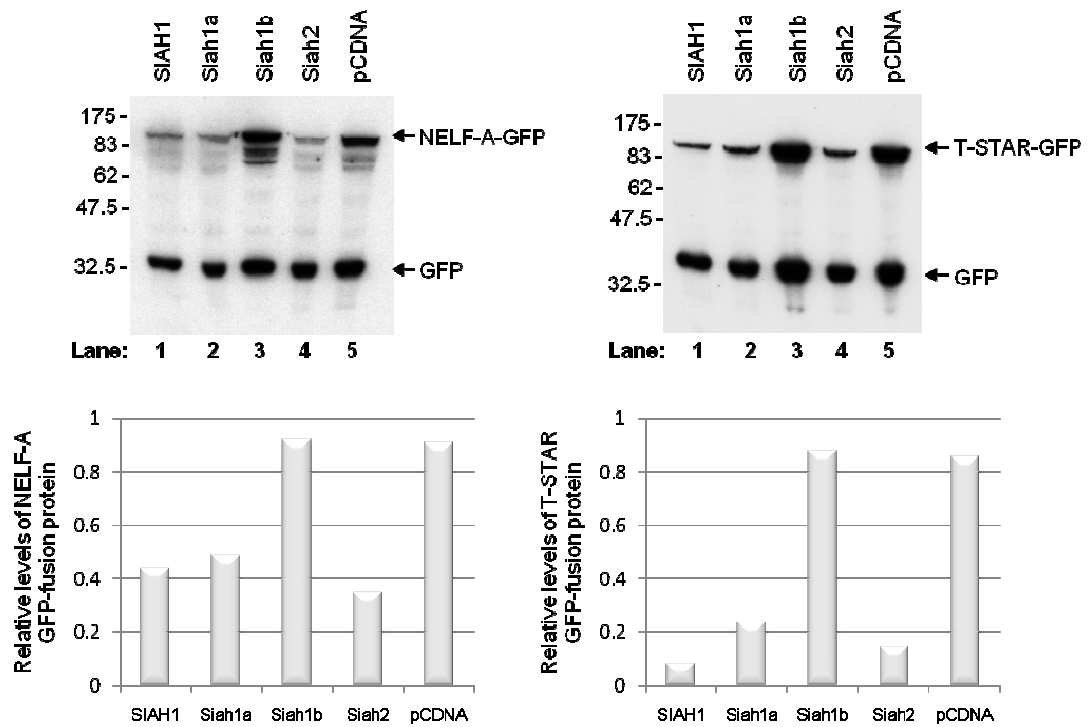 SIAH1 Siah1a Siah1b Siah2 pCDNA
175 -
83 -
62 -
47.5 -
32.5 -
NELF-A-GFP
GFP
Lane: 1 2 3 4 5
SIAH1 Siah1a Siah1b Siah2 pCDNA
175 -
83 -
62 -
47.5 -
32.5 -
T-STAR-GFP
GFP
Lane: 1 2 3 4 5
Relative levels of NELF-A
GFP-fusion protein
1
0.8
0.6
0.4
0.2
0
SIAH1 Siah1a Siah1b Siah2 pCDNA
Relative levels of T-STAR
GFP-fusion protein
1
0.8
0.6
0.4
0.2
0
SIAH1 Siah1a Siah1b Siah2 pCDNA